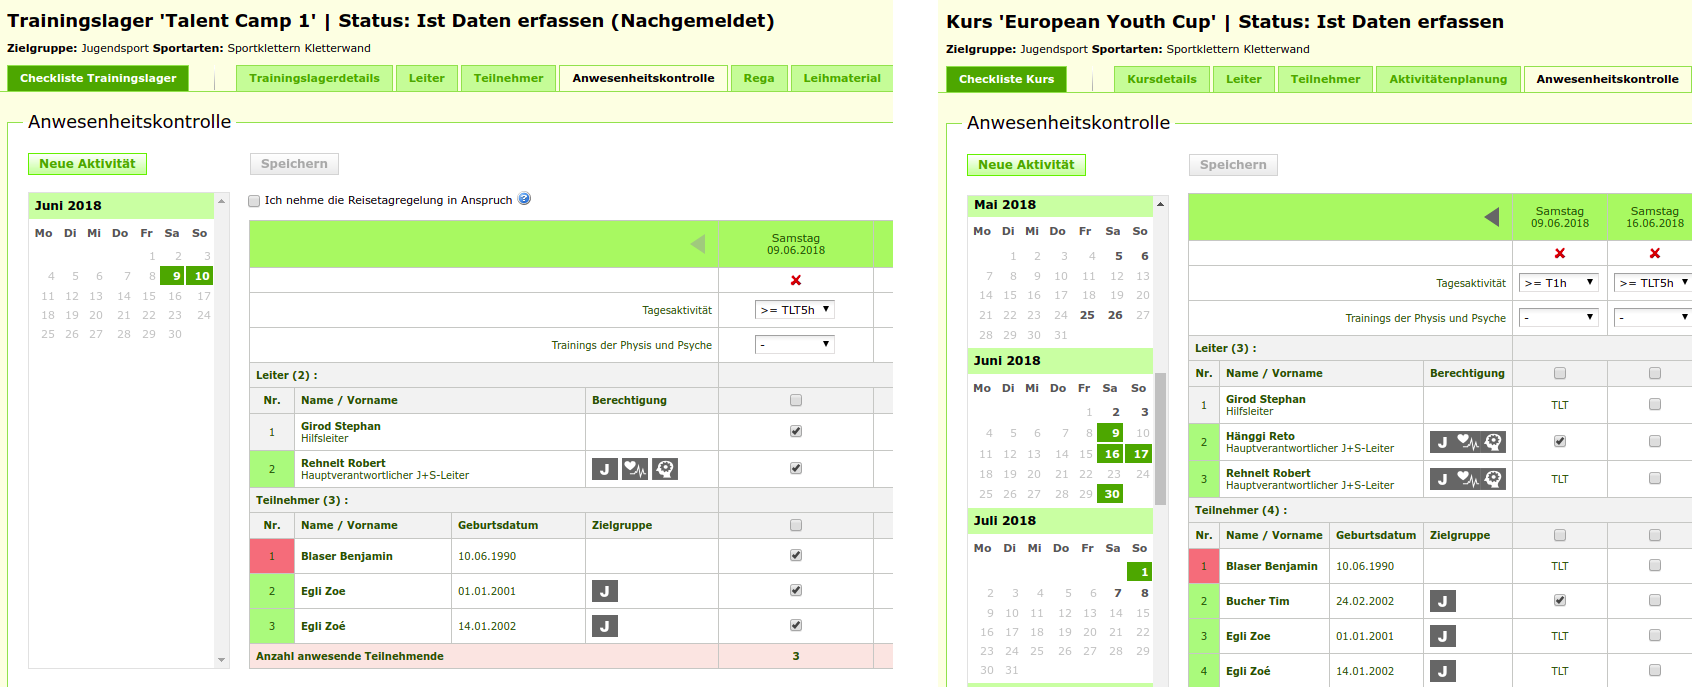 Trainingslager 'Talent Camp 1' | Status: Ist Daten erfassen (Nachgemeldet)
Zielgruppe: Jugendsport Sportarten: Sportklettern Kletterwand
Checkliste Trainingslager Trainingslagerdetails Leiter Teilnehmer Anwesenheitskontrolle Rega Leihmaterial
Anwesenheitskontrolle
Neue Aktivität Speichern
Ich nehme die Reisetagregelung in Anspruch ?
Juni 2018
Mo Di Mi Do Fr Sa So
1 2 3
4 5 6 7 8 9 10
11 12 13 14 15 16 17
18 19 20 21 22 23 24
25 26 27 28 29 30
Samstag
09.06.2018
Tagesaktivität >= TLT5h
Trainings der Physis und Psyche -
Leiter (2) :
Nr. Name / Vorname Berechtigung
1 Girod Stephan
Hilfsleiter
2 Rehnelt Robert J
Hauptverantwortlicher J+S-Leiter
Teilnehmer (3) :
Nr. Name / Vorname Geburtsdatum Zielgruppe
1 Blaser Benjamin 10.06.1990
2 Egli Zoe 01.01.2001 J
3 Egli Zoé 14.01.2002 J
Anzahl anwesende Teilnehmende 3
Kurs 'European Youth Cup' | Status: Ist Daten erfassen
Zielgruppe: Jugendsport Sportarten: Sportklettern Kletterwand
Checkliste Kurs Kursdetails Leiter Teilnehmer Aktivitätenplanung Anwesenheitskontrolle
Anwesenheitskontrolle
Neue Aktivität Speichern
Mai 2018
Mo Di Mi Do Fr Sa So
1 2 3 4 5 6
7 8 9 10 11 12 13
14 15 16 17 18 19 20
21 22 23 24 25 26 27
28 29 30 31
Juni 2018
Mo Di Mi Do Fr Sa So
1 2 3
4 5 6 7 8 9 10
11 12 13 14 15 16 17
18 19 20 21 22 23 24
25 26 27 28 29 30
Juli 2018
Mo Di Mi Do Fr Sa So
1
2 3 4 5 6 7 8
9 10 11 12 13 14 15
16 17 18 19 20 21 22
23 24 25 26 27 28 29
30 31
Samstag Samstag
09.06.2018 16.06.2018
Tagesaktivität >= T1h >= TLT5h
Trainings der Physis und Psyche - -
Leiter (3) :
Nr. Name / Vorname Berechtigung
1 Girod Stephan TLT
Hilfsleiter
2 Hänggi Reto J
Hauptverantwortlicher J+S-Leiter
3 Rehnelt Robert J TLT
Hauptverantwortlicher J+S-Leiter
Teilnehmer (4) :
Nr. Name / Vorname Geburtsdatum Zielgruppe
1 Blaser Benjamin 10.06.1990 TLT
2 Bucher Tim 24.02.2002 J
3 Egli Zoe 01.01.2001 J TLT
4 Egli Zoé 14.01.2002 J TLT